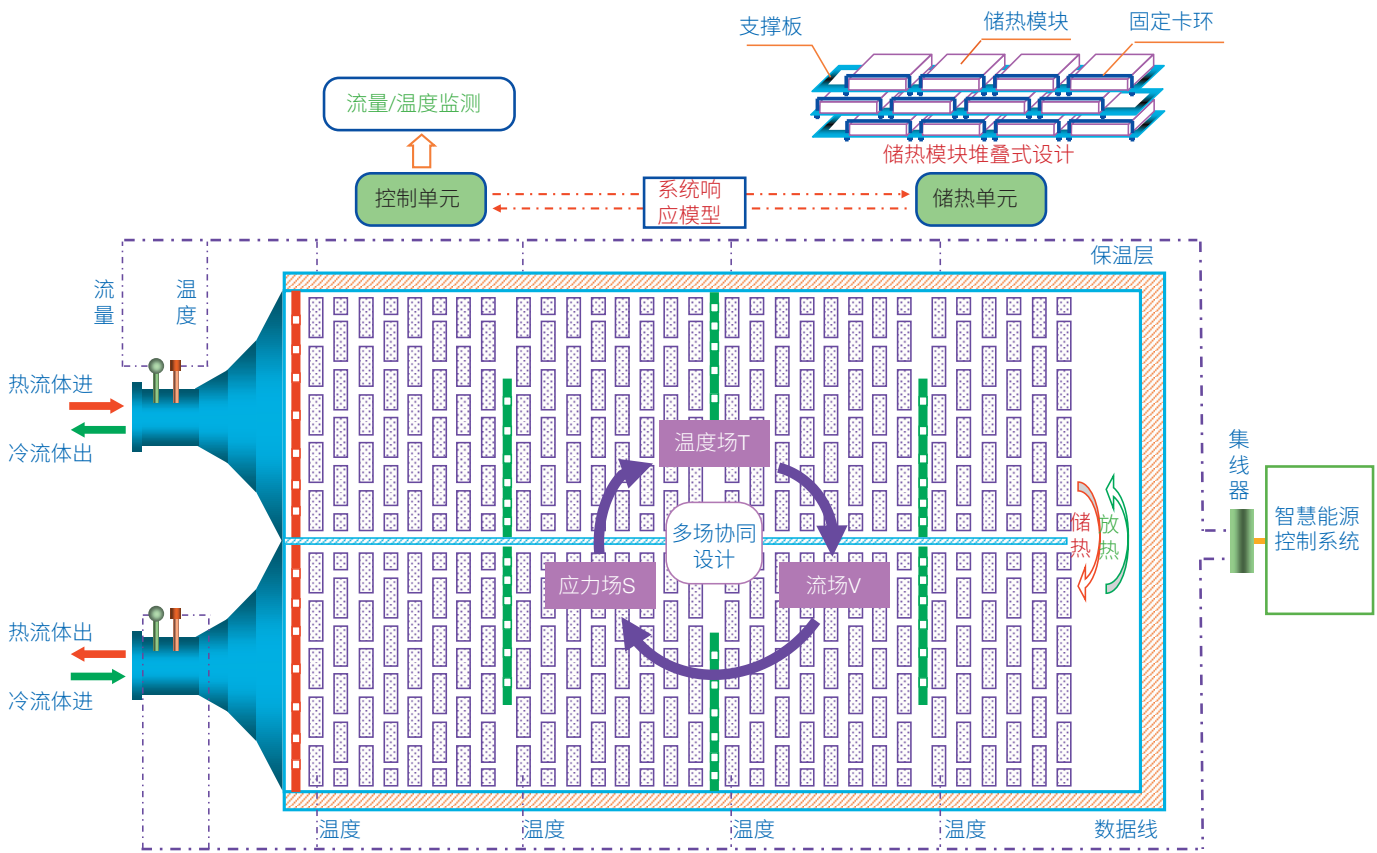 支撑板
储热模块
固定卡环
流量/温度监测
储热模块堆叠式设计
控制单元
系统响
应模型
储热单元
保温层
流量
温度
热流体进
冷流体出
温度场T
多场协同
设计
应力场S
流场V
储热
放热
集线器
智慧能源
控制系统
热流体出
冷流体进
温度
温度
温度
温度
数据线